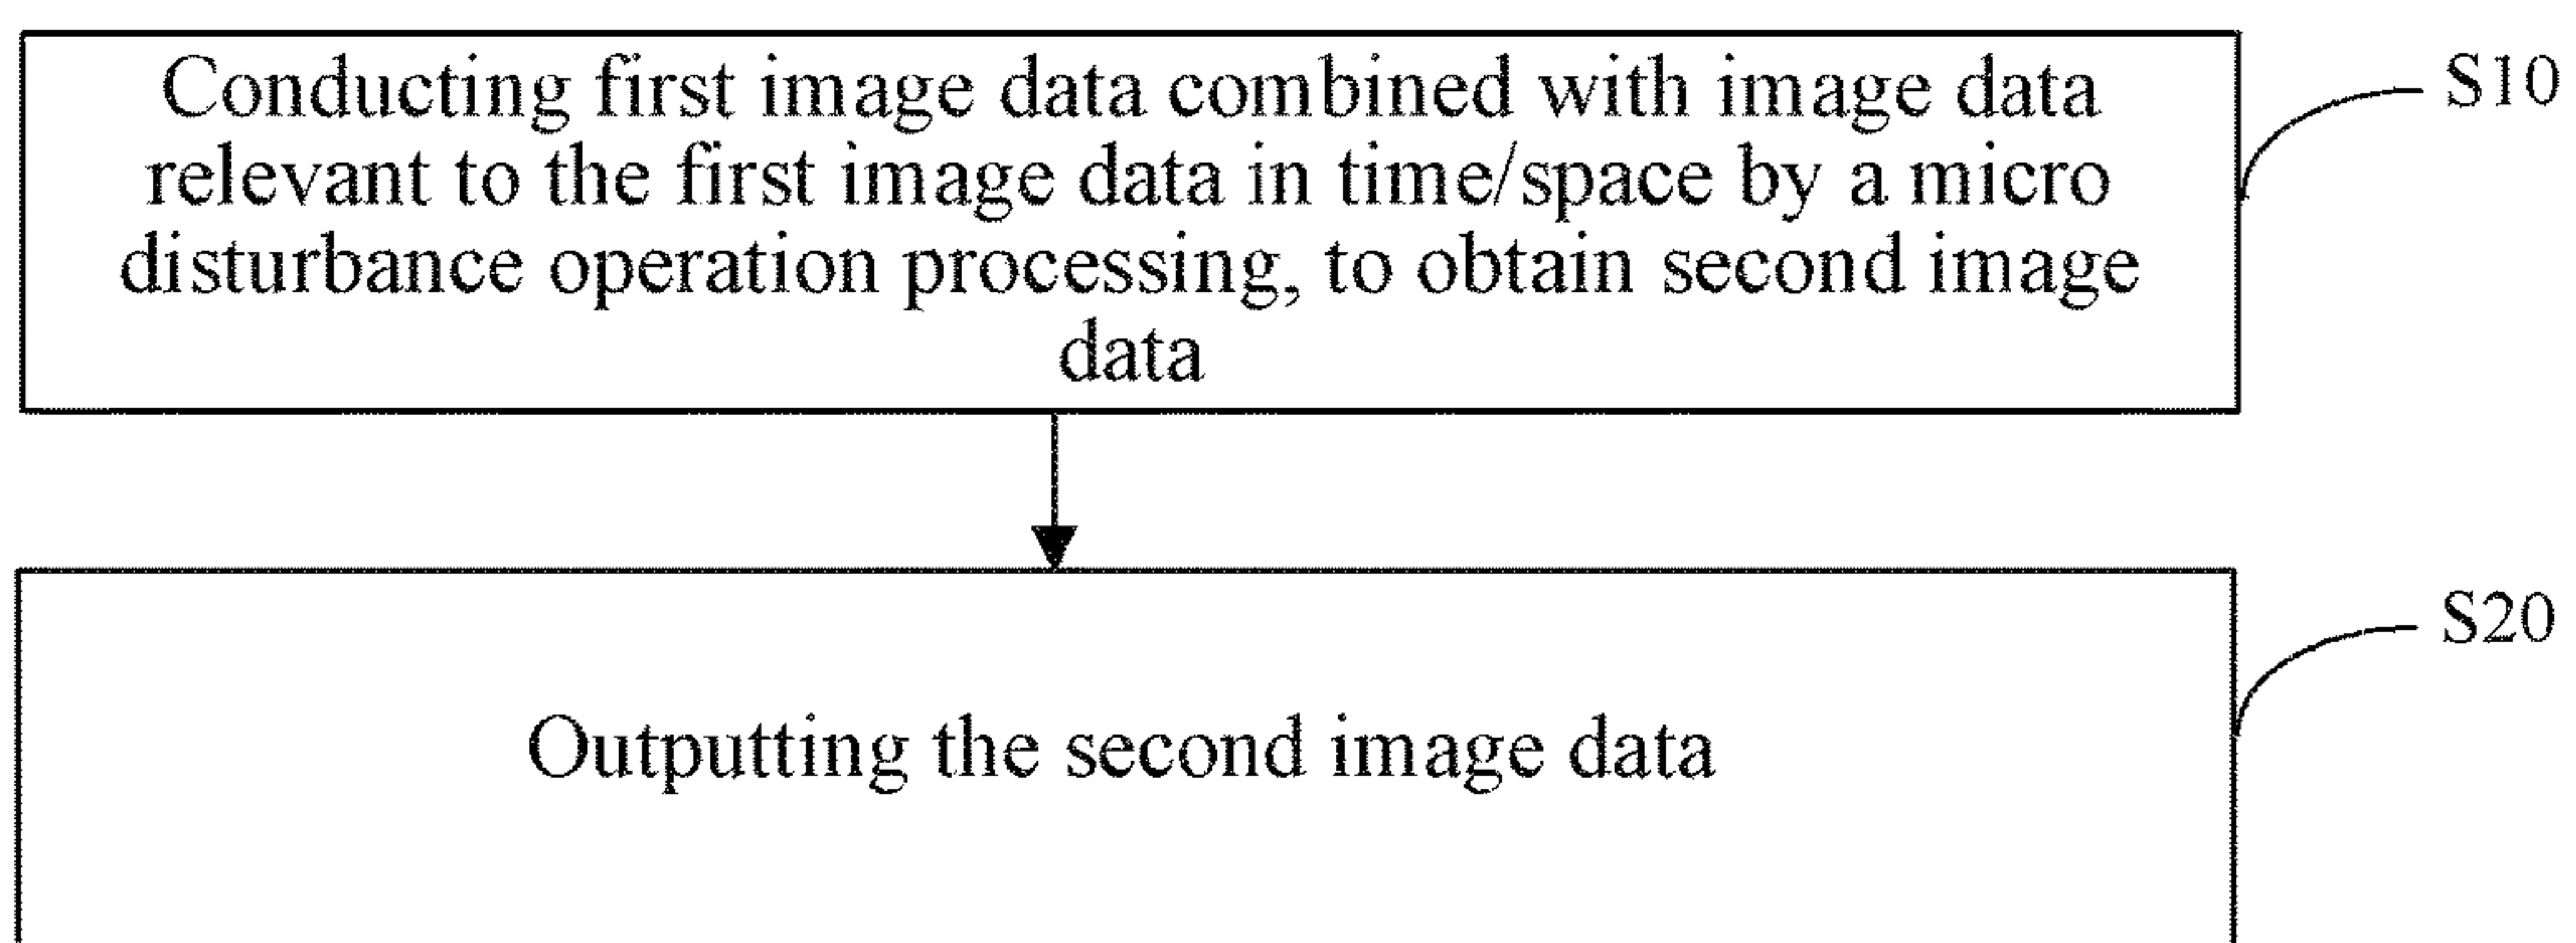 Conducting first image data combined with image data
S10
relevant to the first image data in time/space by a micro
disturbance operation processing, to obtain second image
data
S20
Outputting the second image data